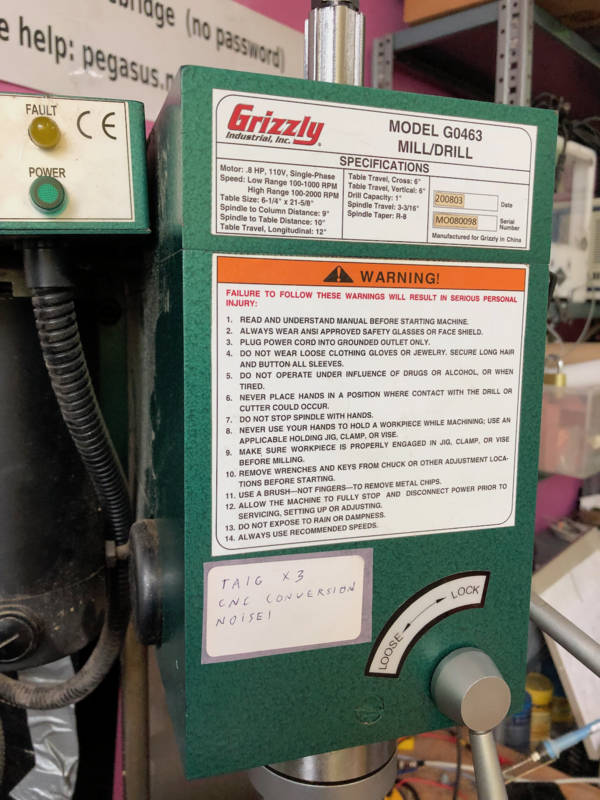 bridge (no password)
e help: pegasus.
FAULT
CE
POWER
Grizzly
Industrial, Inc.
MODEL G0463
MILL/DRILL
SPECIFICATIONS
Motor: .8 HP, 110V, Single-Phase
Speed: Low Range 100-1000 RPM
High Range 100-2000 RPM
Table Size: 6-1/4" x 21-5/8"
Spindle to Column Distance: 9"
Spindle to Table Distance: 10"
Table Travel, Longitudinal: 12"
Table Travel, Cross: 6"
Table Travel, Vertical: 6"
Drill Capacity: 1"
Spindle Travel: 3-3/16"
Spindle Taper: R-8
200803 Date
MO080098 Serial Number
Manufactured for Grizzly in China
WARNING!
FAILURE TO FOLLOW THESE WARNINGS WILL RESULT IN SERIOUS PERSONAL
INJURY:
1. READ AND UNDERSTAND MANUAL BEFORE STARTING MACHINE.
2. ALWAYS WEAR ANSI APPROVED SAFETY GLASSES OR FACE SHIELD.
3. PLUG POWER CORD INTO GROUNDED OUTLET ONLY.
4. DO NOT WEAR LOOSE CLOTHING GLOVES OR JEWELRY. SECURE LONG HAIR
AND BUTTON ALL SLEEVES.
5. DO NOT OPERATE UNDER INFLUENCE OF DRUGS OR ALCOHOL, OR WHEN
TIRED.
6. NEVER PLACE HANDS IN A POSITION WHERE CONTACT WITH THE DRILL OR
CUTTER COULD OCCUR.
7. DO NOT STOP SPINDLE WITH HANDS.
8. NEVER USE YOUR HANDS TO HOLD A WORKPIECE WHILE MACHINING; USE AN
APPLICABLE HOLDING JIG, CLAMP, OR VISE.
9. MAKE SURE WORKPIECE IS PROPERLY ENGAGED IN JIG, CLAMP, OR VISE
BEFORE MILLING.
10. REMOVE WRENCHES AND KEYS FROM CHUCK OR OTHER ADJUSTMENT LOCA-
TIONS BEFORE STARTING.
11. USE A BRUSH—NOT FINGERS—TO REMOVE METAL CHIPS.
12. ALLOW THE MACHINE TO FULLY STOP AND DISCONNECT POWER PRIOR TO
SERVICING, SETTING UP OR ADJUSTING.
13. DO NOT EXPOSE TO RAIN OR DAMPNESS.
14. ALWAYS USE RECOMMENDED SPEEDS.
TAIG X3
CNC CONVERSION
NOISE!
LOOSE LOCK